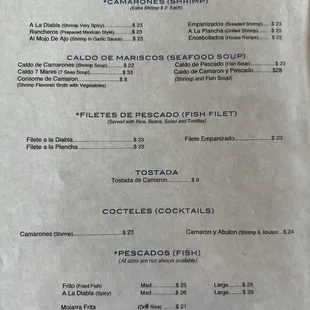 *CAMARONES (SHRIMP)
(Extra Shrimp $ 2 Each)
A La Diabla (Shrimp Very Spicy) $ 23 Empanizados (Breaded Shrimp) $ 23
Rancheros (Prepared Mexican Style) $ 23 A La Plancha (Grilled Shrimp) $ 23
Al Mojo De Ajo (Shrimp in Garlic Sauce) $ 23 Encebollados (House Recipe) $ 23
CALDO DE MARISCOS (SEAFOOD SOUP)
Caldo de Camarones (Shrimp Soup) $ 22 Caldo de Pescado (Fish Soup) $ 23
Caldo 7 Mares (7 Seas Soup) $ 33 Caldo de Camaron y Pescado $28
Consome de Camaron $ 8 (Shrimp and Fish Soup)
(Shrimp Flavored Broth with Vegetables)
*FILETES DE PESCADO (FISH FILET)
(Served with Rice, Beans, Salad and Tortillas)
Filete a la Diabla $ 23 Filete Empanizado $ 23
Filete a la Plancha $ 23
TOSTADA
Tostada de Camaron $ 9
COCTELES (COCKTAILS)
Camarones (Shrimp) $ 23 Camaron y Abulon (Shrimp & Abulon) $ 24
*PESCADOS (FISH)
(All sizes are not always available)
Frito (Fried Fish) Med $ 25 Large $ 28
A La Diabla (Spicy) Med $ 26 Large $ 29
Mojarra Frita (One Size) $ 21